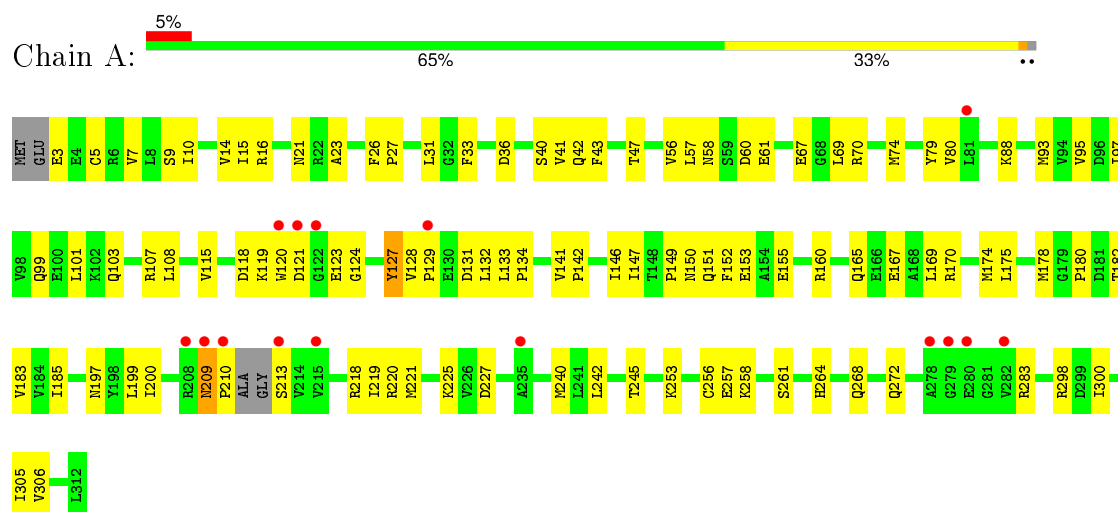 5%
Chain A:
65% 33% ••
MET GLU E3 E4 C5 R6 V7 L8 S9 I10 V14 I15 R16 N21 R22 A23 F26 P27 L31 G32 F33 D36 S40 V41 Q42 F43 T47 V56 L57 N58 S59 D60 E61 E67 G68 L69 R70 M74 Y79 V80 L81 K88 M93 V94 V95 D96 I97
V98 Q99 E100 L101 K102 Q103 R107 L108 V115 D118 K119 W120 D121 G122 E123 G124 Y127 V128 P129 E130 D131 L132 L133 P134 V141 P142 I146 I147 T148 P149 N150 Q151 F152 E153 A154 E155 R160 Q165 E166 E167 A168 L169 R170 M174 L175 M178 G179 P180 D181 T182
V183 V184 I185 N197 Y198 L199 I200 R208 N209 P210 ALA GLY S213 V214 V215 R218 I219 R220 M221 K225 V226 D227 A235 M240 L241 L242 T245 K253 C256 E257 K258 S261 H264 Q268 Q272 A278 G279 E280 G281 V282 R283 R298 D299 I300
I305 V306 L312